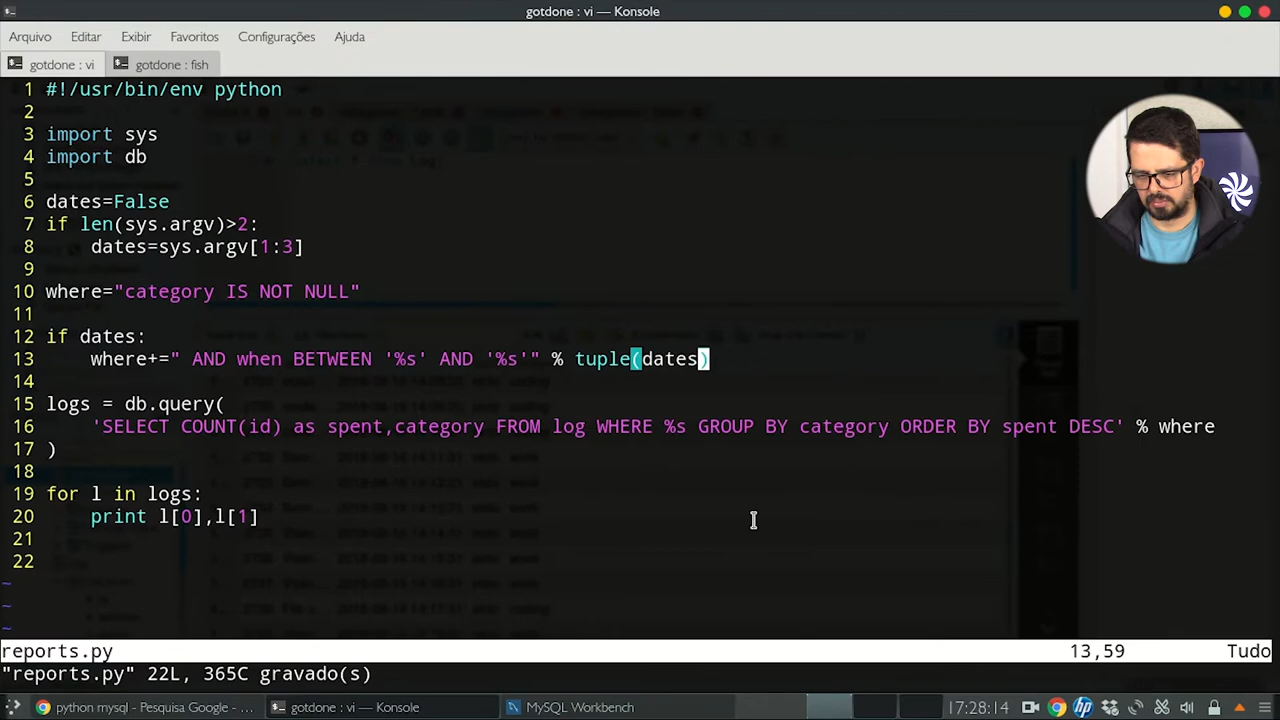 gotdone : vi — Konsole
Arquivo Editar Exibir Favoritos Configurações Ajuda
gotdone : vi gotdone : fish
1 #!/usr/bin/env python
2
3 import sys
4 import db
5
6 dates=False
7 if len(sys.argv)>2:
8 dates=sys.argv[1:3]
9
10 where="category IS NOT NULL"
11
12 if dates:
13 where+=" AND when BETWEEN '%s' AND '%s'" % tuple(dates)
14
15 logs = db.query(
16 'SELECT COUNT(id) as spent,category FROM log WHERE %s GROUP BY category ORDER BY spent DESC' % where
17 )
18
19 for l in logs:
20 print l[0],l[1]
21
22
~
~
~
reports.py 13,59 Tudo
"reports.py" 22L, 365C gravado(s)
python mysql - Pesquisa Google - ... gotdone : vi — Konsole MySQL Workbench 17:28:14